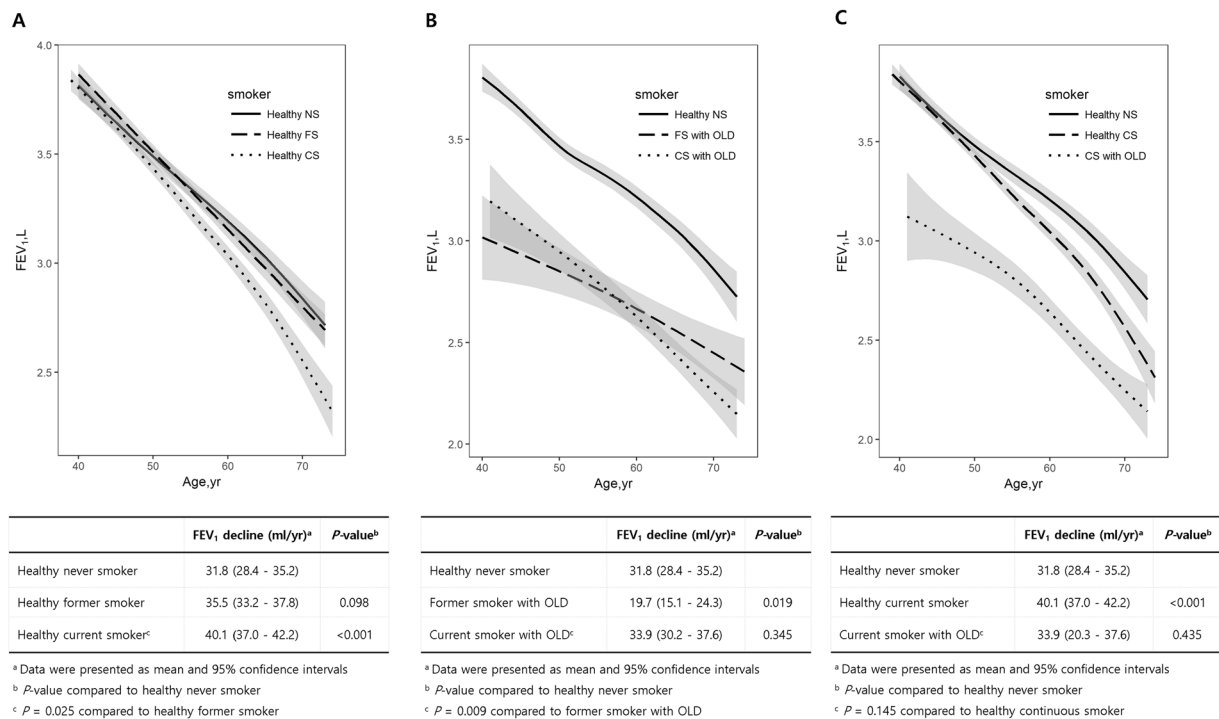 A
4.0
3.5
3.0
2.5
FEV1,L
smoker
Healthy NS
Healthy FS
Healthy CS
40 50 60 70
Age,yr
FEV1 decline (ml/yr)a P-valueb
Healthy never smoker 31.8 (28.4 - 35.2)
Healthy former smoker 35.5 (33.2 - 37.8) 0.098
Healthy current smokerc 40.1 (37.0 - 42.2) <0.001
a Data were presented as mean and 95% confidence intervals
b P-value compared to healthy never smoker
c P = 0.025 compared to healthy former smoker
B
3.5
3.0
2.5
2.0
FEV1,L
smoker
Healthy NS
FS with OLD
CS with OLD
40 50 60 70
Age,yr
FEV1 decline (ml/yr)a P-valueb
Healthy never smoker 31.8 (28.4 - 35.2)
Former smoker with OLD 19.7 (15.1 - 24.3) 0.019
Current smoker with OLDc 33.9 (30.2 - 37.6) 0.345
a Data were presented as mean and 95% confidence intervals
b P-value compared to healthy never smoker
c P = 0.009 compared to former smoker with OLD
C
3.5
3.0
2.5
2.0
FEV1,L
smoker
Healthy NS
Healthy CS
CS with OLD
40 50 60 70
Age,yr
FEV1 decline (ml/yr)a P-valueb
Healthy never smoker 31.8 (28.4 - 35.2)
Healthy current smoker 40.1 (37.0 - 42.2) <0.001
Current smoker with OLDc 33.9 (20.3 - 37.6) 0.435
a Data were presented as mean and 95% confidence intervals
b P-value compared to healthy never smoker
c P = 0.145 compared to healthy continuous smoker